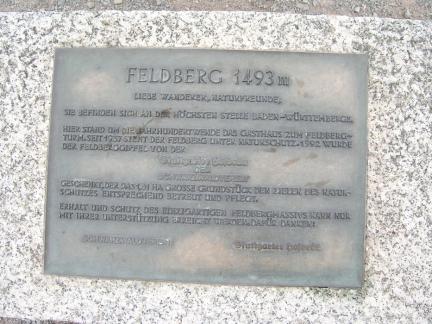 FELDBERG 1493 m
LIEBE WANDERER, NATURFREUNDE,
SIE BEFINDEN SICH AN DER HÖCHSTEN STELLE BADEN-WÜRTTEMBERGS.
HIER STAND UM DIE JAHRHUNDERTWENDE DAS GASTHAUS ZUM FELDBERG-
TURM. SEIT 1937 STEHT DER FELDBERG UNTER NATURSCHUTZ. 1992 WURDE
DER FELDBERGGIPFEL VON DER
DEM
GESCHENKT, DER DAS HA GROSSE GRUNDSTÜCK DEN ZIELEN DES NATUR-
SCHUTZES ENTSPRECHEND BETREUT UND PFLEGT.
ERHALT UND SCHUTZ DES EINZIGARTIGEN FELDBERGMASSIVS KANN NUR
MIT IHRER UNTERSTÜTZUNG ERREICHT WERDEN. DAFÜR DANKEN:
Stuttgarter Hofbräu